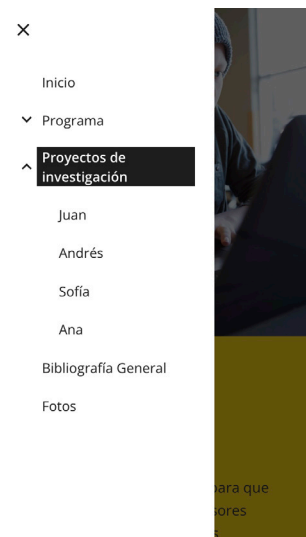 Inicio
Programa
Proyectos de
investigación
Juan
Andrés
Sofía
Ana
Bibliografía General
Fotos
para que
sores